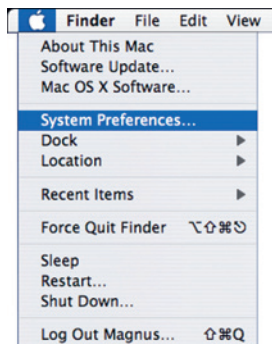 Finder File Edit View
About This Mac
Software Update...
Mac OS X Software...
System Preferences...
Dock
Location
Recent Items
Force Quit Finder ⌥⇧⌘⎋
Sleep
Restart...
Shut Down...
Log Out Magnus... ⇧⌘Q